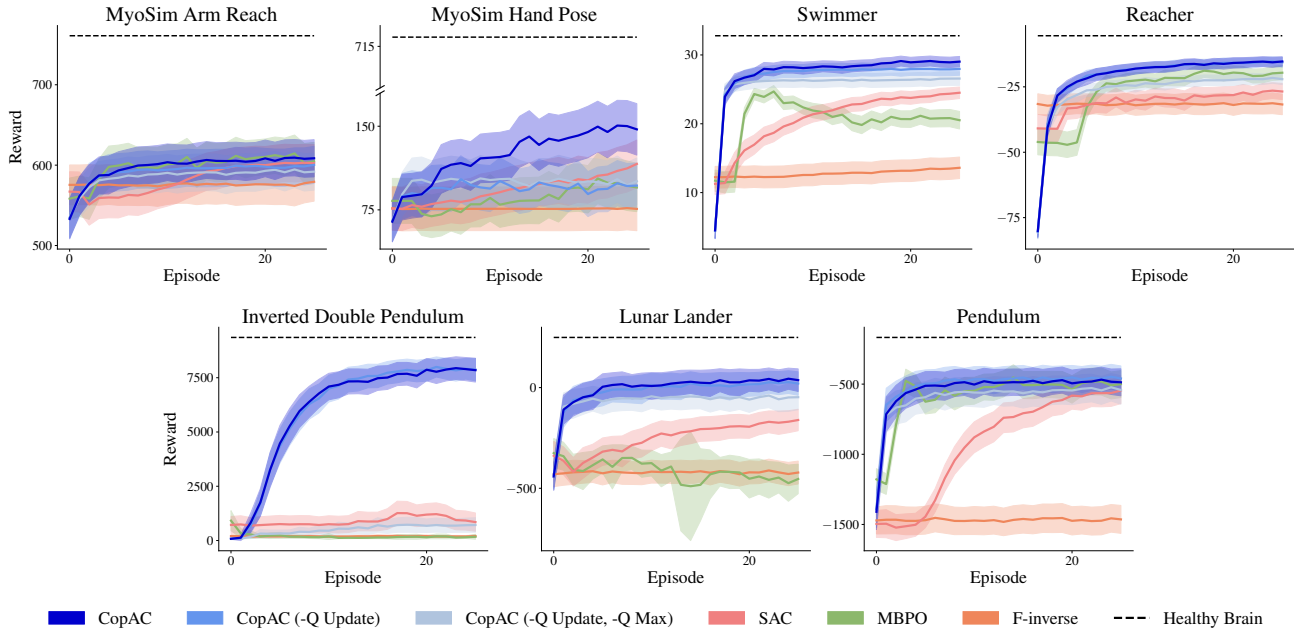 MyoSim Arm Reach
MyoSim Hand Pose
Swimmer
Reacher
Reward
700
600
500
0
20
Episode
715
150
75
0
20
Episode
30
20
10
0
20
Episode
−25
−50
−75
0
20
Episode
Inverted Double Pendulum
Lunar Lander
Pendulum
Reward
7500
5000
2500
0
0
20
Episode
0
−500
0
20
Episode
−500
−1000
−1500
0
20
Episode
CopAC
CopAC (-Q Update)
CopAC (-Q Update, -Q Max)
SAC
MBPO
F-inverse
Healthy Brain